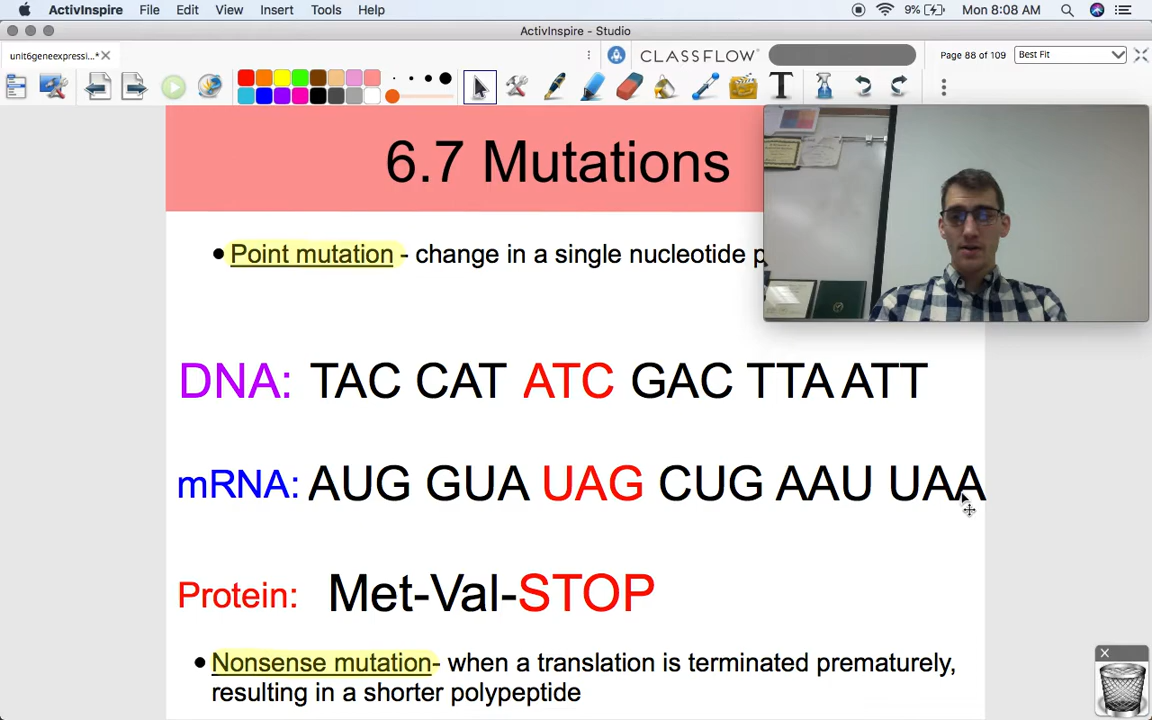 ActivInspire File Edit View Insert Tools Help 9% Mon 8:08 AM
ActivInspire - Studio
unit6geneexpressi...* CLASSFLOW Page 88 of 109 Best Fit
6.7 Mutations
• Point mutation - change in a single nucleotide p
DNA: TAC CAT ATC GAC TTA ATT
mRNA: AUG GUA UAG CUG AAU UAA
Protein: Met-Val-STOP
• Nonsense mutation- when a translation is terminated prematurely,
resulting in a shorter polypeptide